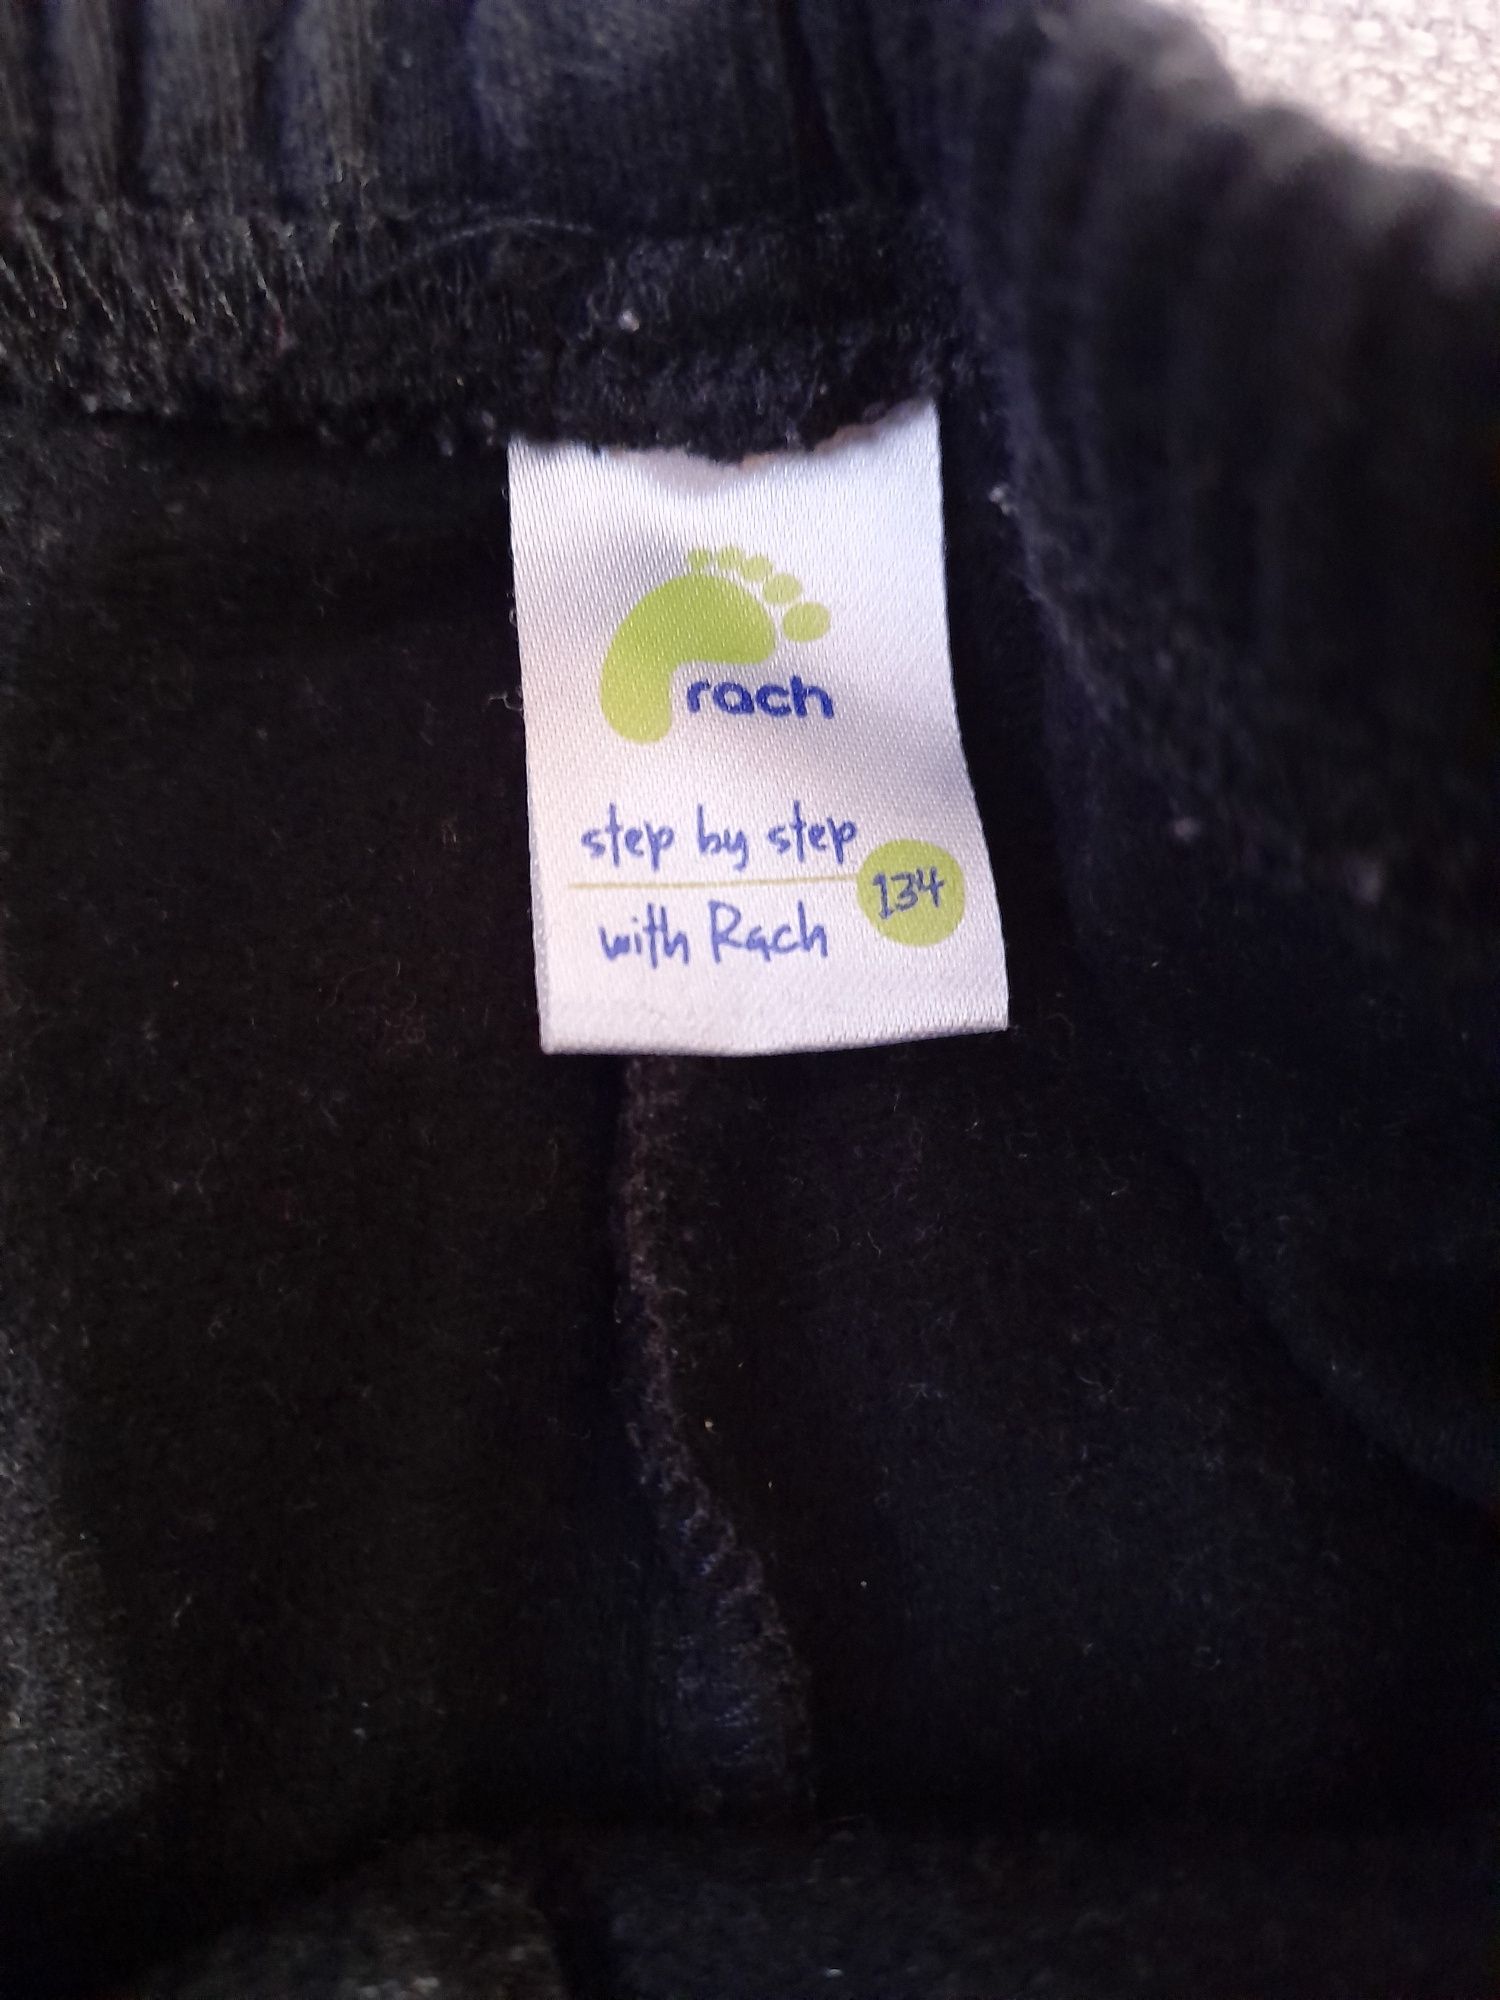 rach
step by step
134
with Rach